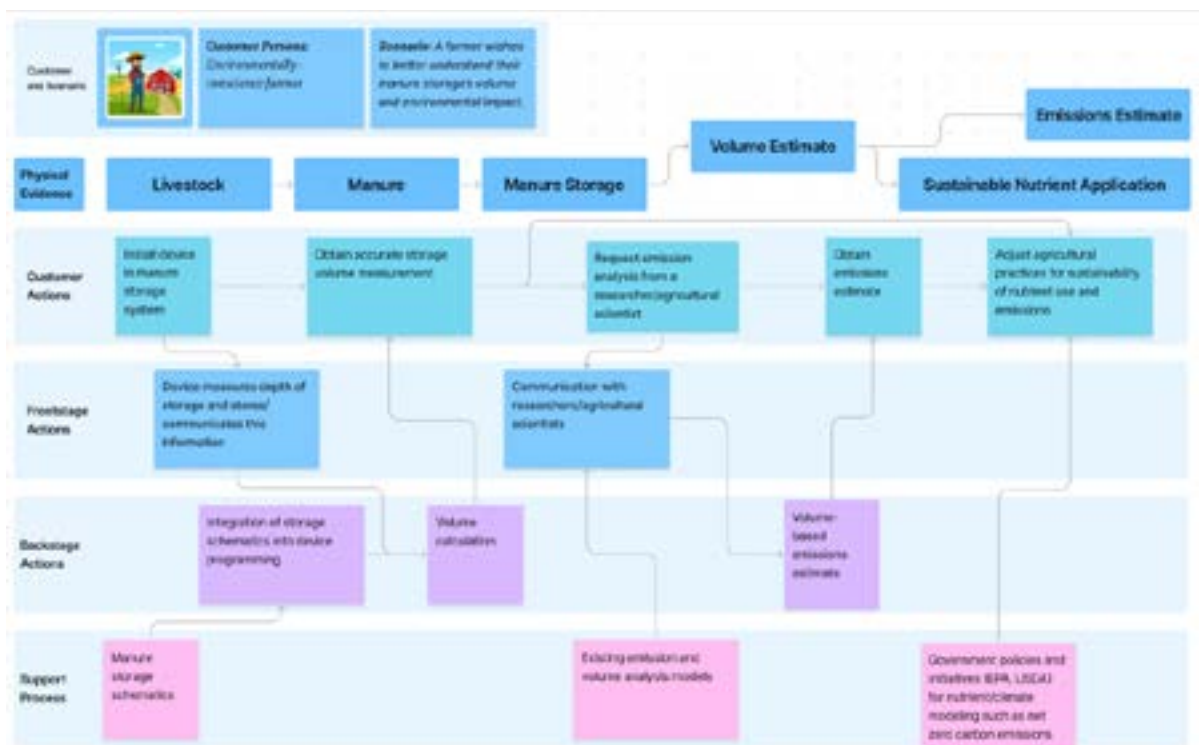 Customer
and Scenario
Customer Persona:
Environmentally-
conscious farmer
Scenario: A farmer wishes
to better understand their
manure storage's volume
and environmental impact.
Emissions Estimate
Volume Estimate
Physical
Evidence
Livestock
Manure
Manure Storage
Sustainable Nutrient Application
Customer
Actions
Install device
in manure
storage
system
Obtain accurate storage
volume measurement
Request emission
analysis from a
researcher/agricultural
scientist
Obtain
emissions
estimate
Adjust agricultural
practices for sustainability
of nutrient use and
emissions
Frontstage
Actions
Device measures depth of
storage and stores/
communicates this
information
Communication with
researchers/agricultural
scientists
Backstage
Actions
Integration of storage
schematics into device
programming
Volume
calculation
Volume-
based
emissions
estimate
Support
Process
Manure
storage
schematics
Existing emission and
volume analysis models
Government policies and
initiatives (EPA, USDA)
for nutrient/climate
modeling such as net
zero carbon emissions